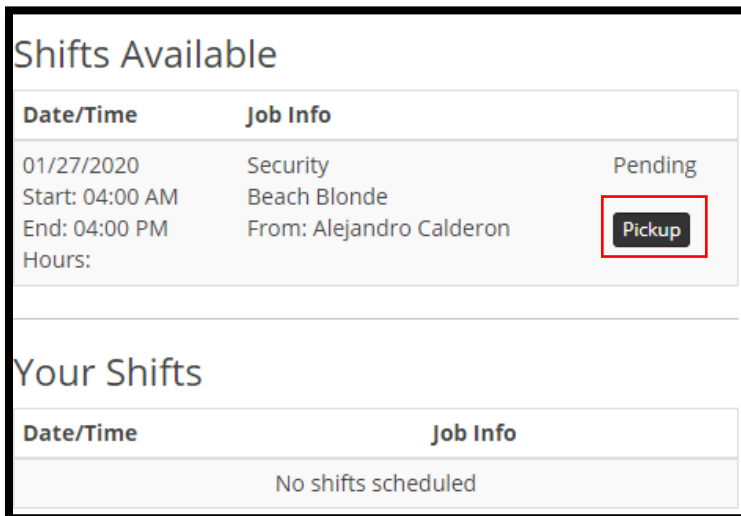 Shifts Available
Date/Time Job Info
01/27/2020 Security Pending
Start: 04:00 AM Beach Blonde
End: 04:00 PM From: Alejandro Calderon Pickup
Hours:
Your Shifts
Date/Time Job Info
No shifts scheduled